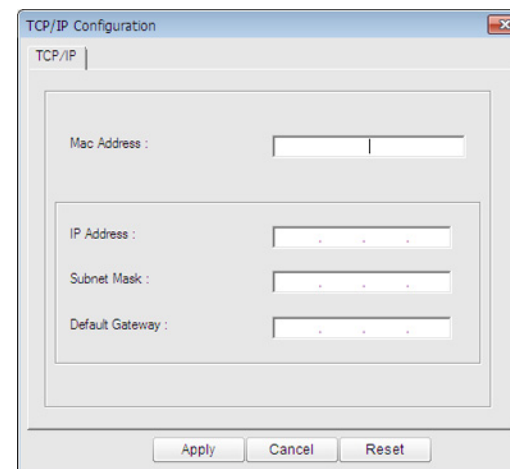 TCP/IP Configuration
TCP/IP
Mac Address :
IP Address :
. . .
Subnet Mask :
. . .
Default Gateway :
. . .
Apply Cancel Reset